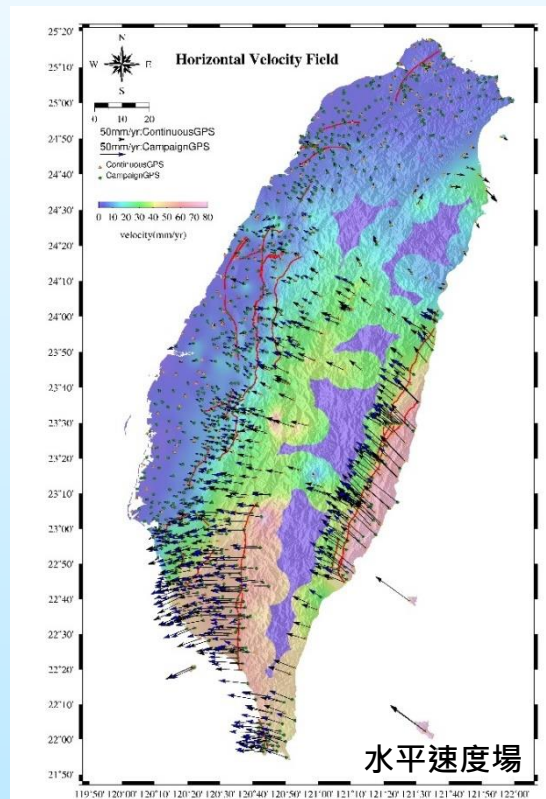 Horizontal Velocity Field
N
W E
S
0 10 20
50mm/yr:ContinuousGPS
50mm/yr:CampaignGPS
ContinuousGPS
CampaignGPS
0 10 20 30 40 50 60 70 80
velocity(mm/yr)
25°20'
25°10'
25°00'
24°50'
24°40'
24°30'
24°20'
24°10'
24°00'
23°50'
23°40'
23°30'
23°20'
23°10'
23°00'
22°50'
22°40'
22°30'
22°20'
22°10'
22°00'
21°50'
水平速度場
119°50' 120°00' 120°10' 120°20' 120°30' 120°40' 120°50' 121°00' 121°10' 121°20' 121°30' 121°40' 121°50' 122°00'